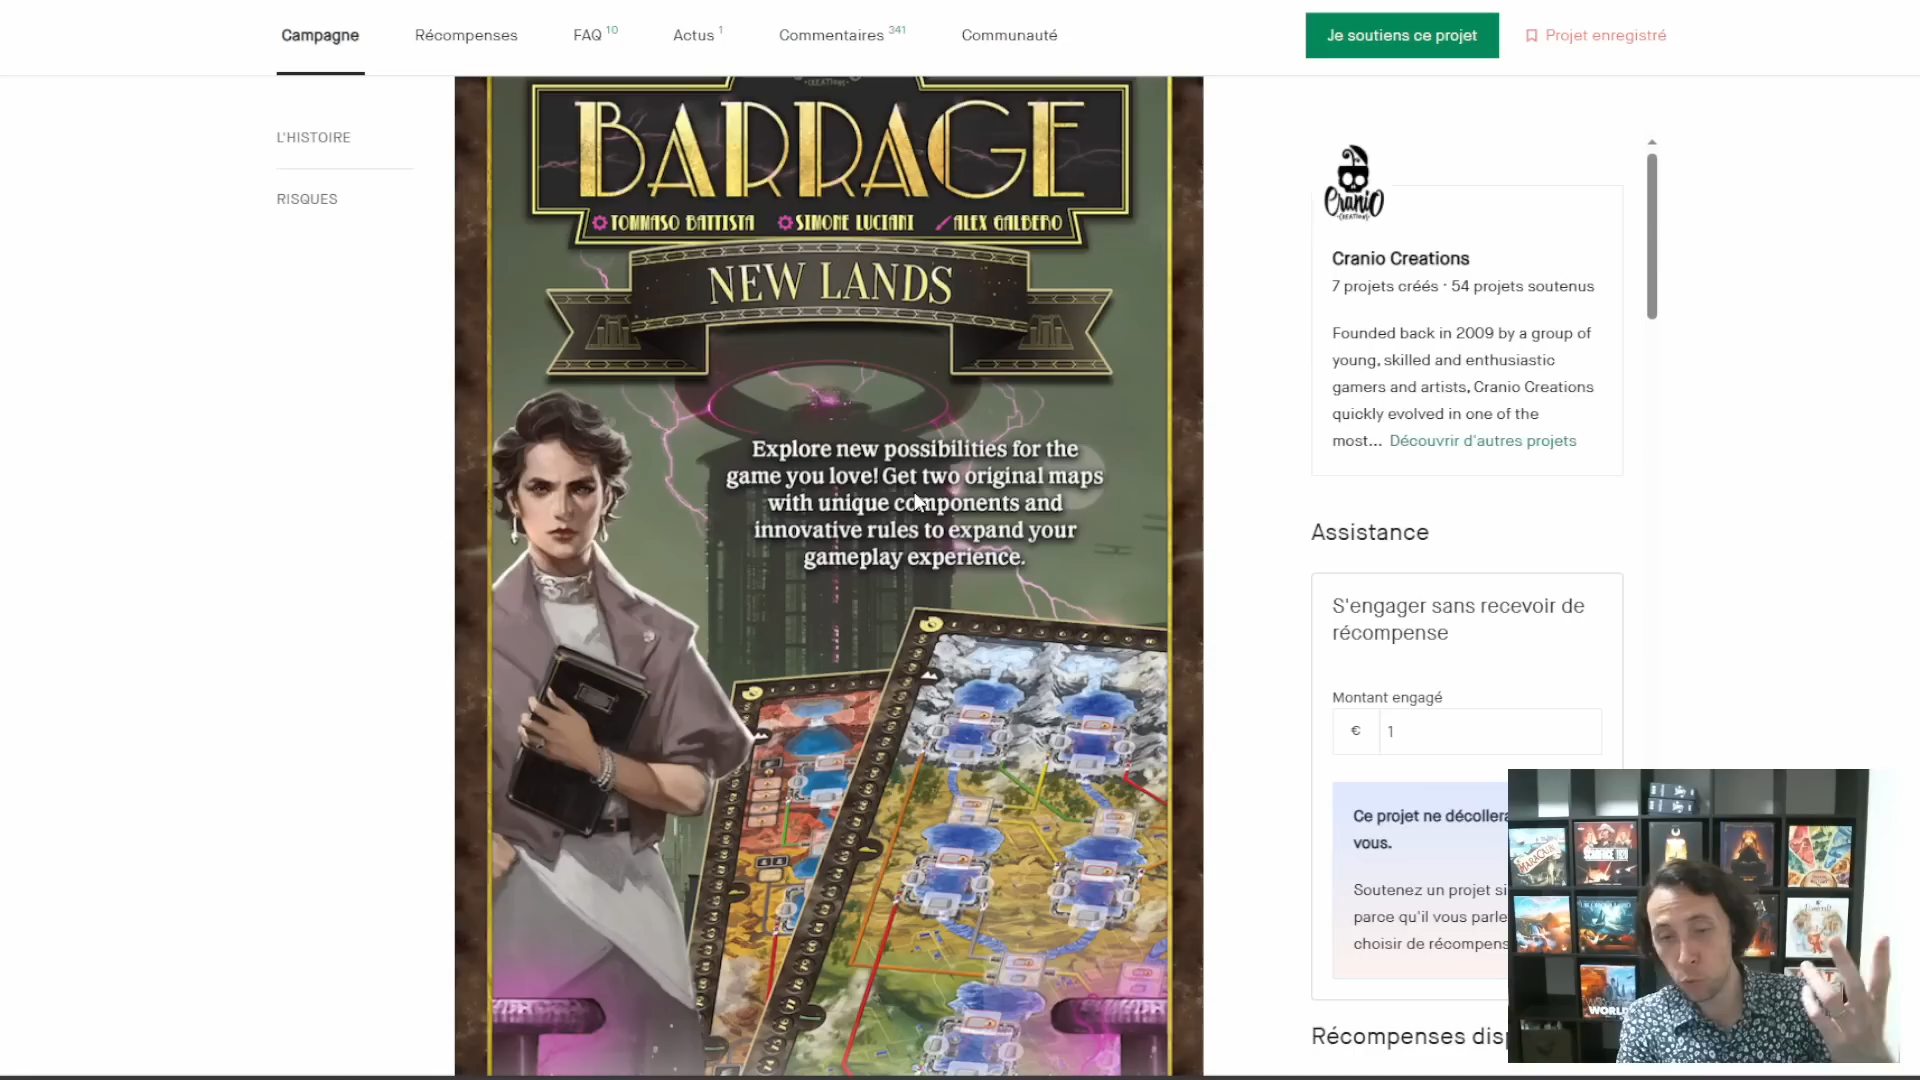 Campagne
Récompenses
FAQ 10
Actus 1
Commentaires 341
Communauté
Je soutiens ce projet
Projet enregistré
L'HISTOIRE
RISQUES
BARRAGE
TOMMASO BATTISTA SIMONE LUCIANI ALEX GALBERO
NEW LANDS
Explore new possibilities for the
game you love! Get two original maps
with unique components and
innovative rules to expand your
gameplay experience.
Cranio
CREATIONS
Cranio Creations
7 projets créés · 54 projets soutenus
Founded back in 2009 by a group of
young, skilled and enthusiastic
gamers and artists, Cranio Creations
quickly evolved in one of the
most... Découvrir d'autres projets
Assistance
S'engager sans recevoir de
récompense
Montant engagé
€ 1
Ce projet ne décollera
vous.
Soutenez un projet si
parce qu'il vous parle
choisir de récompens
Récompenses disp
MARACAIBO
WORL